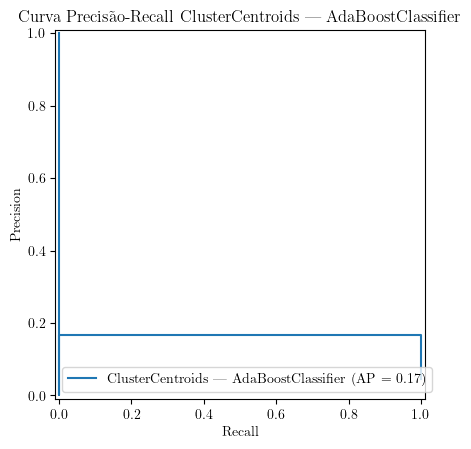 Curva Precisão-Recall ClusterCentroids — AdaBoostClassifier
1.0
0.8
0.6
0.4
0.2
0.0
Precision
ClusterCentroids — AdaBoostClassifier (AP = 0.17)
0.0 0.2 0.4 0.6 0.8 1.0
Recall